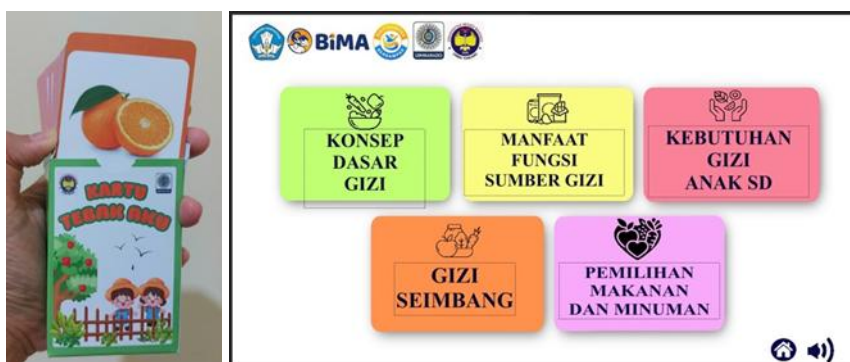 KARTU
TEBAK AKU
BiMA
KONSEP
DASAR
GIZI
MANFAAT
FUNGSI
SUMBER GIZI
KEBUTUHAN
GIZI
ANAK SD
GIZI
SEIMBANG
PEMILIHAN
MAKANAN
DAN MINUMAN